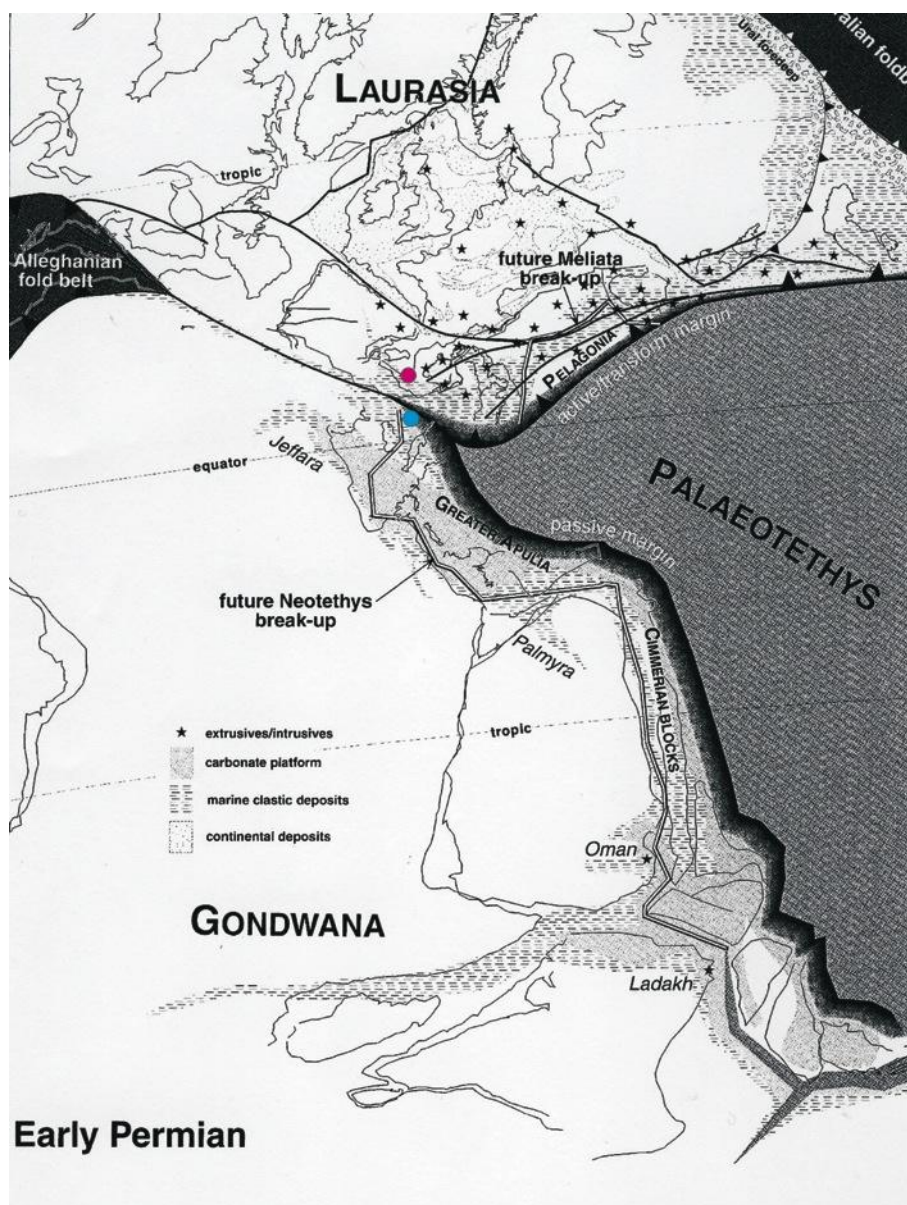 LAURASIA
Ural foredeep
alian foldb
tropic
Alleghanian
fold belt
future Meliata
break-up
PELAGONIA
active/transform margin
PALAEOTETHYS
Jeffara
equator
GREATER APULIA
passive margin
future Neotethys
break-up
Palmyra
CIMMERIAN BLOCKS
tropic
extrusives/intrusives
carbonate platform
marine clastic deposits
continental deposits
Oman
GONDWANA
Ladakh
Early Permian